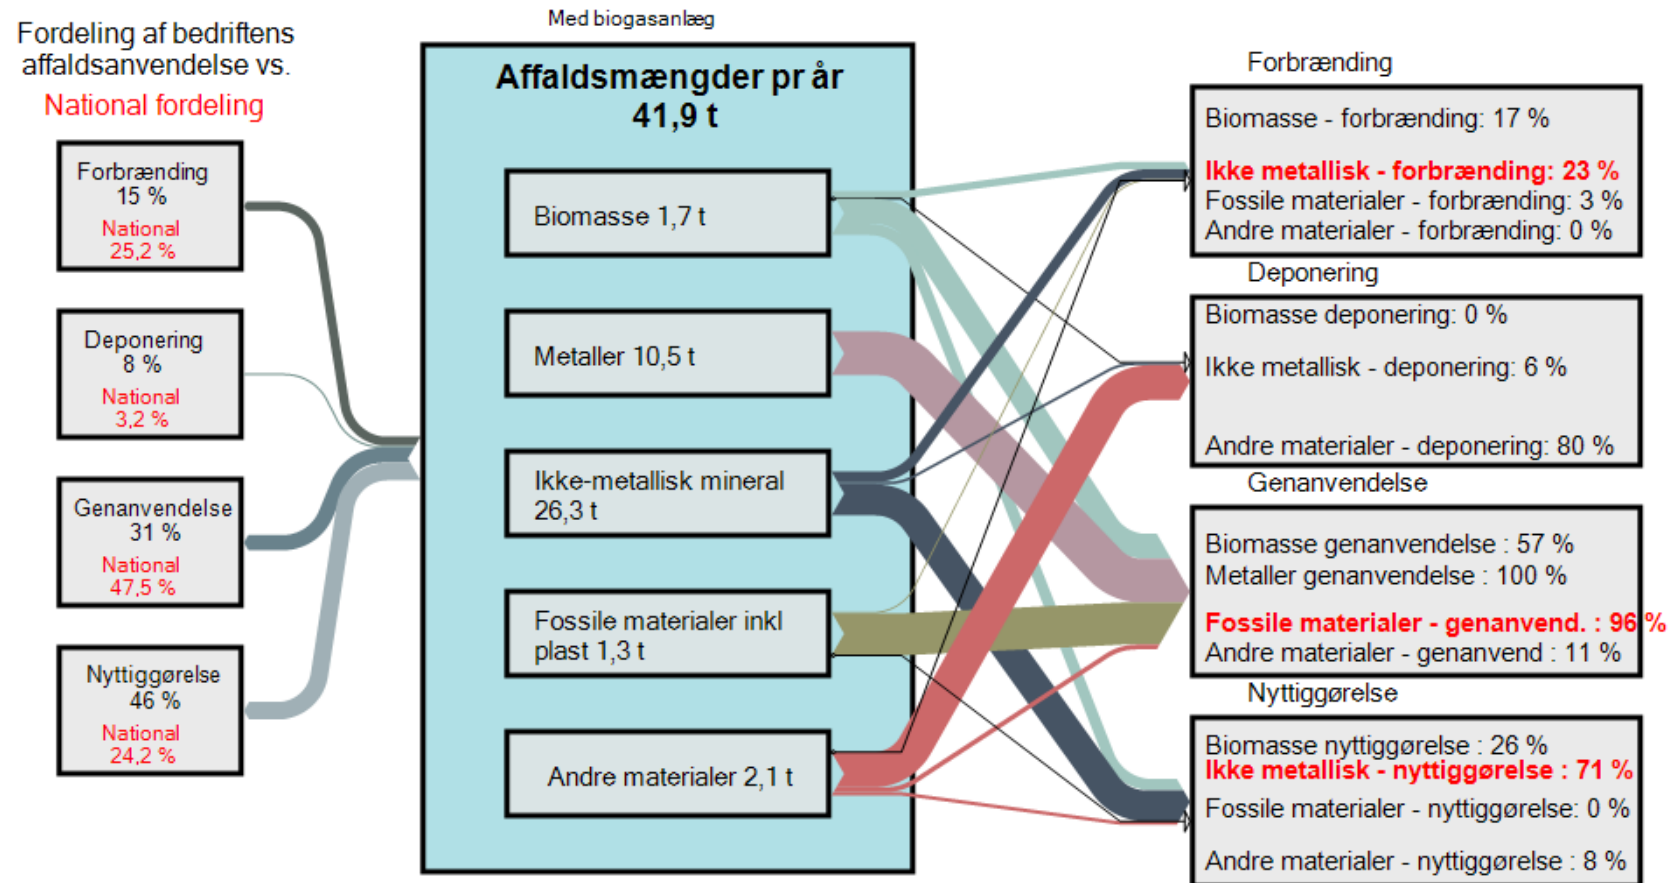 Fordeling af bedriftens
affaldsanvendelse vs.
National fordeling
Forbrænding
15 %
National
25,2 %
Deponering
8 %
National
3,2 %
Genanvendelse
31 %
National
47,5 %
Nyttiggørelse
46 %
National
24,2 %
Med biogasanlæg
Affaldsmængder pr år
41,9 t
Biomasse 1,7 t
Metaller 10,5 t
Ikke-metallisk mineral
26,3 t
Fossile materialer inkl
plast 1,3 t
Andre materialer 2,1 t
Forbrænding
Biomasse - forbrænding: 17 %
Ikke metallisk - forbrænding: 23 %
Fossile materialer - forbrænding: 3 %
Andre materialer - forbrænding: 0 %
Deponering
Biomasse deponering: 0 %
Ikke metallisk - deponering: 6 %
Andre materialer - deponering: 80 %
Genanvendelse
Biomasse genanvendelse : 57 %
Metaller genanvendelse : 100 %
Fossile materialer - genanvend. : 96 %
Andre materialer - genanvend : 11 %
Nyttiggørelse
Biomasse nyttiggørelse : 26 %
Ikke metallisk - nyttiggørelse : 71 %
Fossile materialer - nyttiggørelse: 0 %
Andre materialer - nyttiggørelse : 8 %